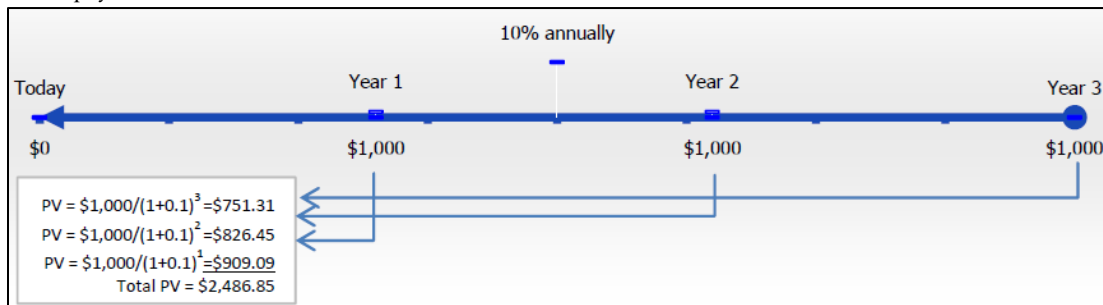 10% annually
Today Year 1 Year 2 Year 3
$0 $1,000 $1,000 $1,000
PV = $1,000/(1+0.1)³=$751.31
PV = $1,000/(1+0.1)²=$826.45
PV = $1,000/(1+0.1)¹=$909.09
Total PV = $2,486.85